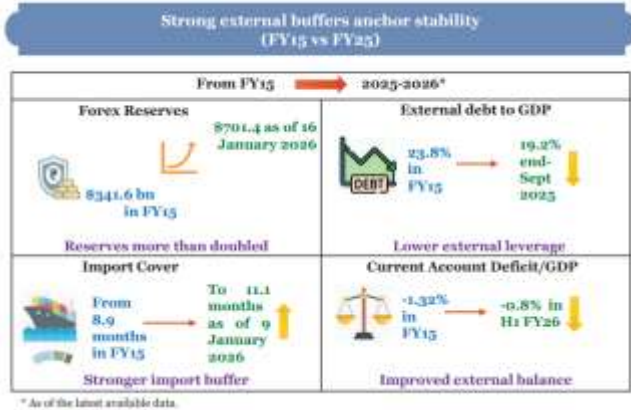 Strong external buffers anchor stability
(FY15 vs FY25)
From FY15 2025-2026*
Forex Reserves
$701.4 as of 16
January 2026
$341.6 bn
in FY15
Reserves more than doubled
External debt to GDP
DEBT
23.8%
in
FY15
19.2%
end-
Sept
2025
Lower external leverage
Import Cover
From
8.9
months
in FY15
To 11.1
months
as of 9
January
2026
Stronger import buffer
Current Account Deficit/GDP
-1.32%
in
FY15
-0.8% in
H1 FY26
Improved external balance
* As of the latest available data.